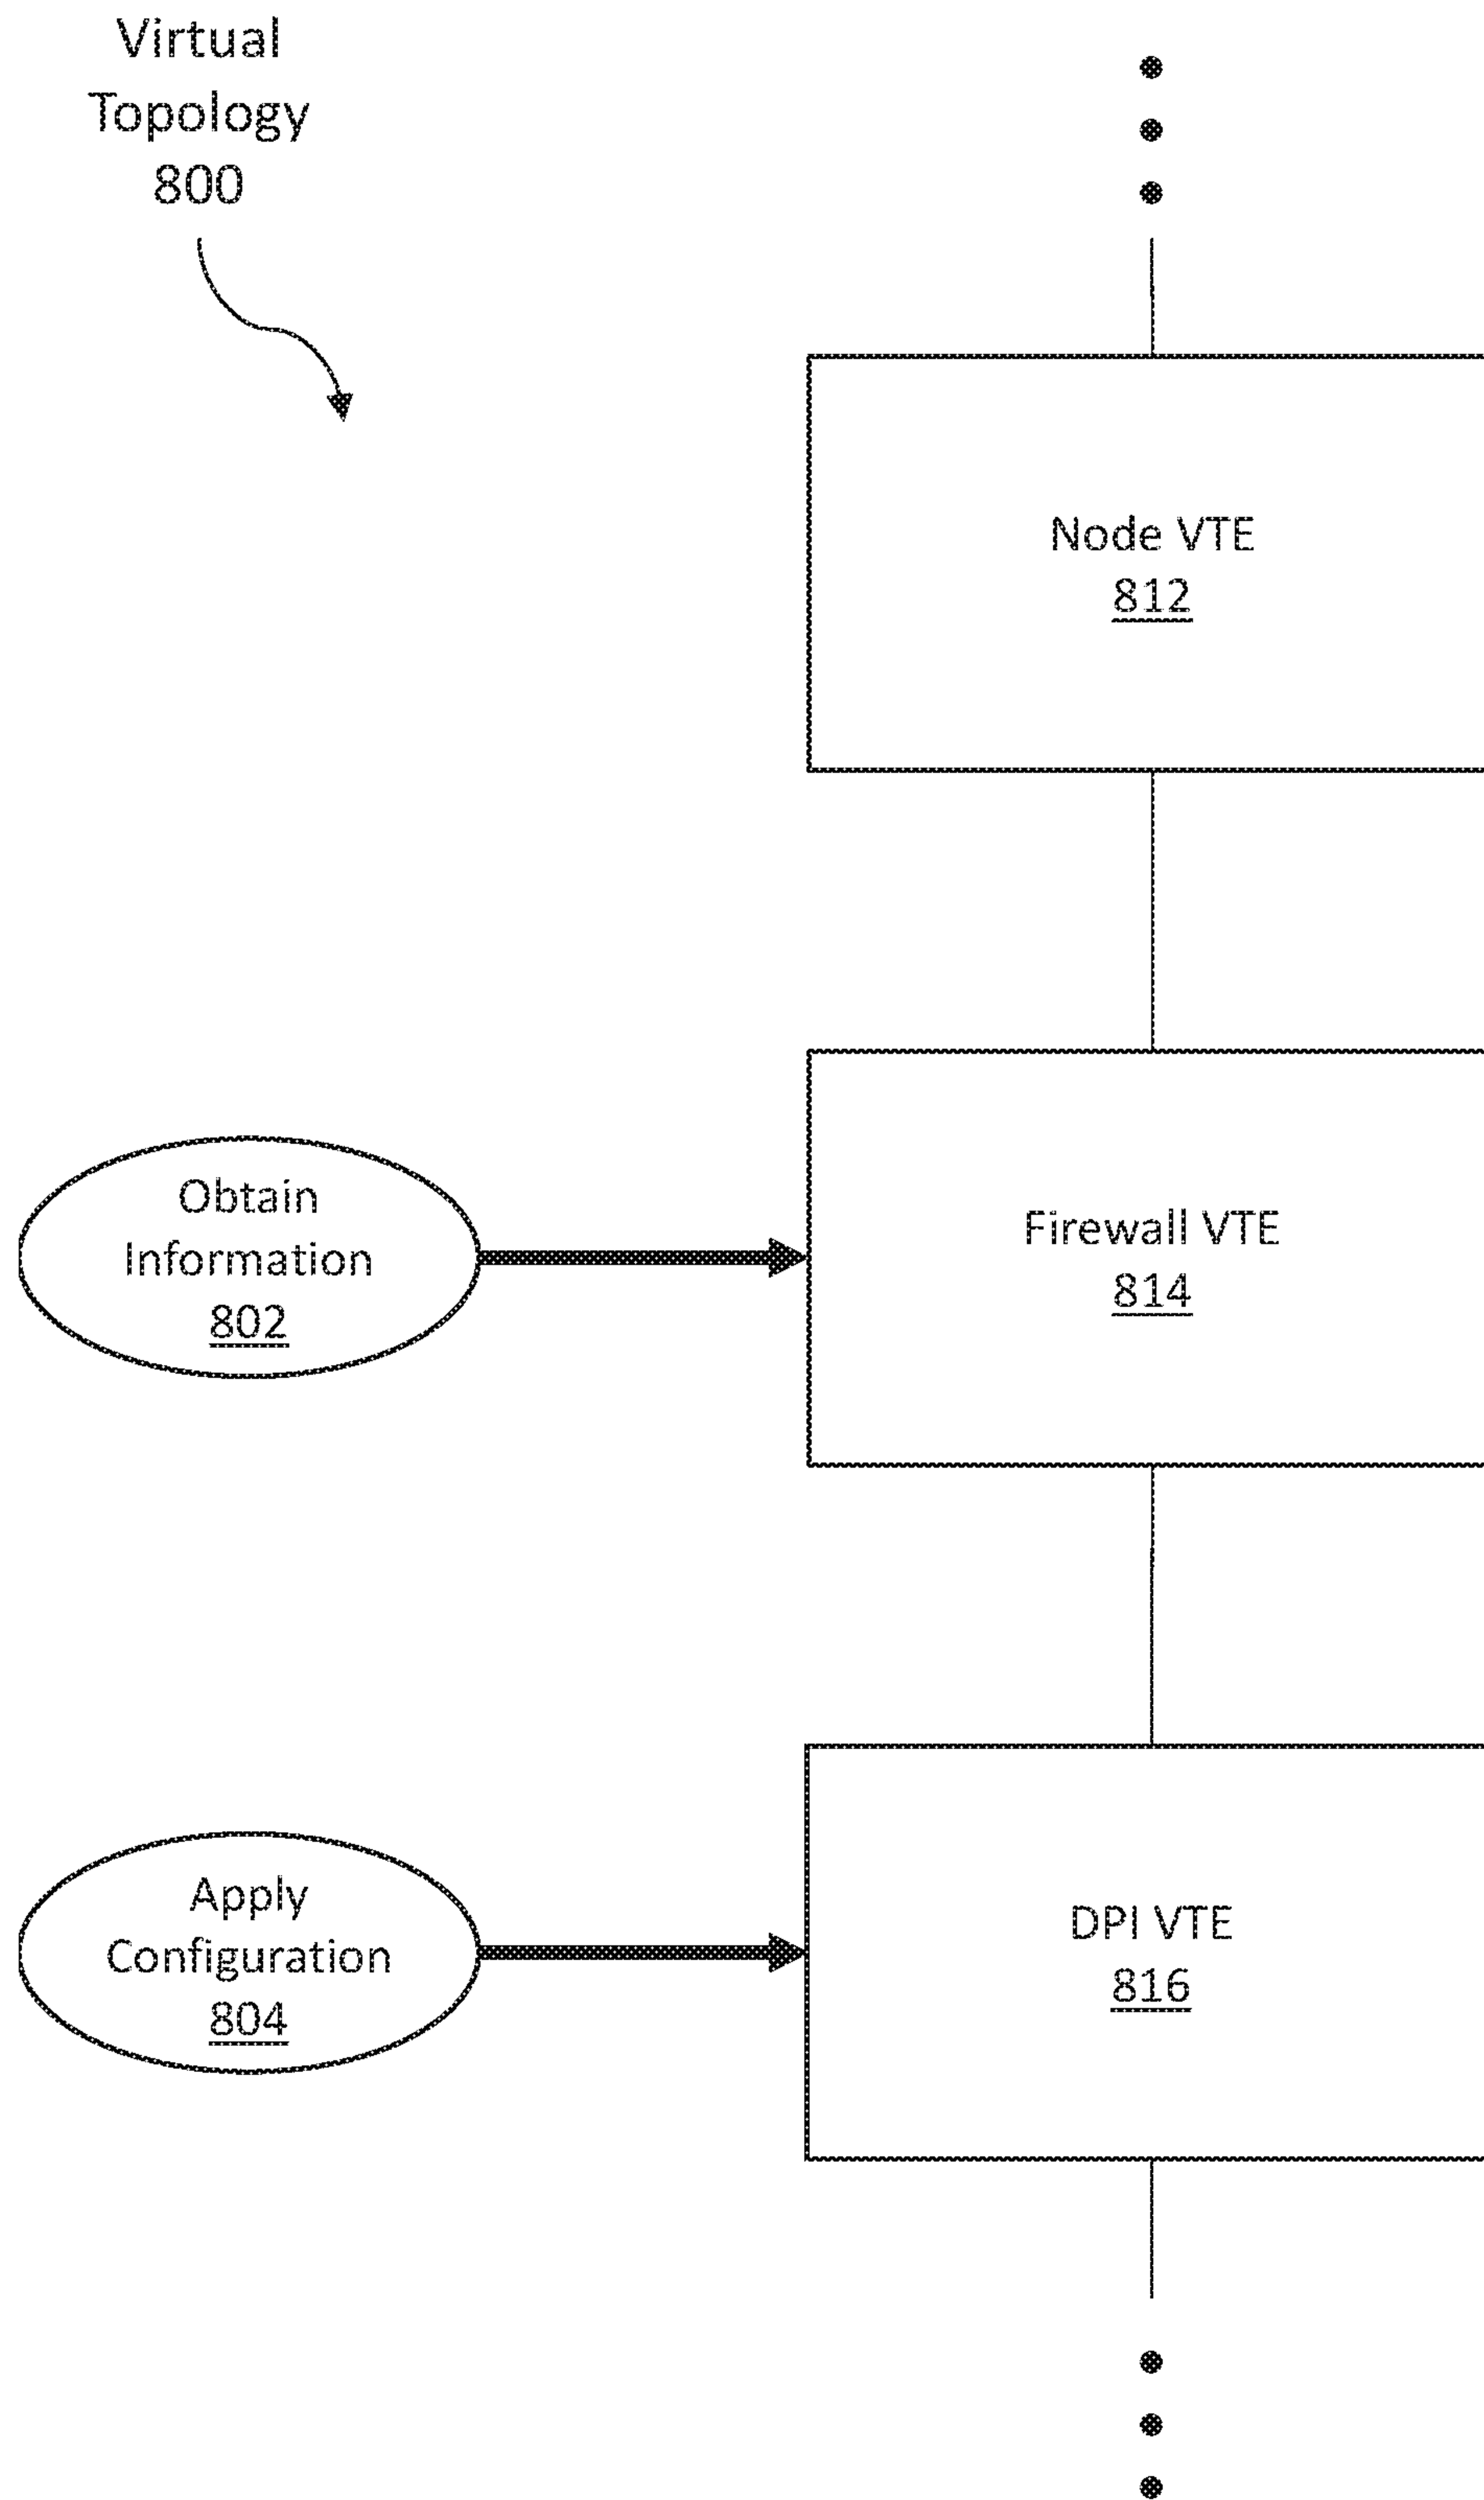 Virtual
Topology
800
Node VTE
812
Obtain
Information
802
Firewall VTE
814
Apply
Configuration
804
DPI VTE
816